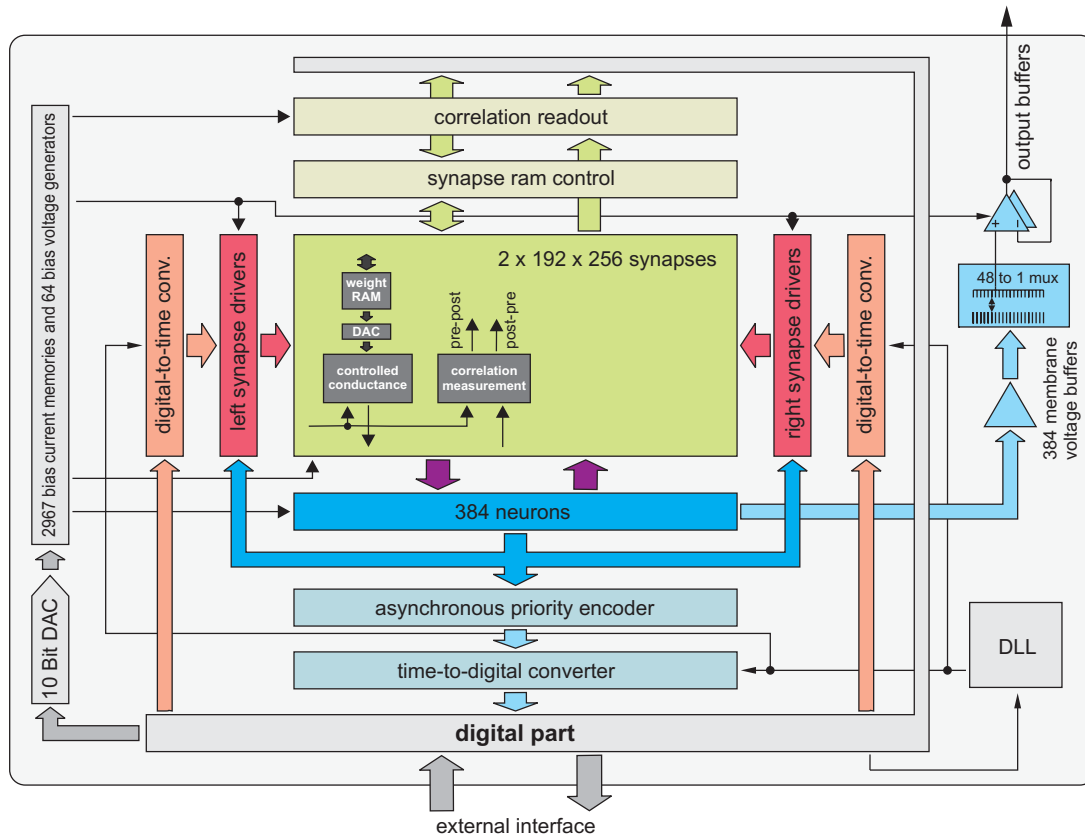 output buffers
correlation readout
synapse ram control
2967 bias current memories and 64 bias voltage generators
digital-to-time conv.
left synapse drivers
2 x 192 x 256 synapses
weight
RAM
DAC
controlled
conductance
pre-post
post-pre
correlation
measurement
right synapse drivers
digital-to-time conv.
+
−
48 to 1 mux
384 membrane
voltage buffers
384 neurons
asynchronous priority encoder
time-to-digital converter
10 Bit DAC
DLL
digital part
external interface